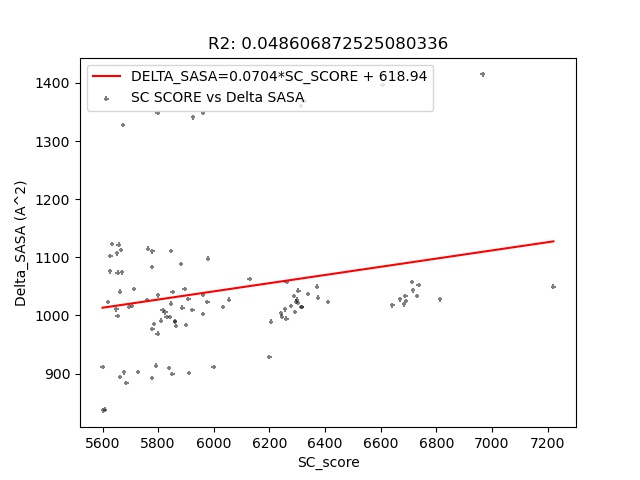 R2: 0.048606872525080336
DELTA_SASA=0.0704*SC_SCORE + 618.94
SC SCORE vs Delta SASA
1400
1300
1200
1100
1000
900
Delta_SASA (A^2)
5600 5800 6000 6200 6400 6600 6800 7000 7200
SC_score